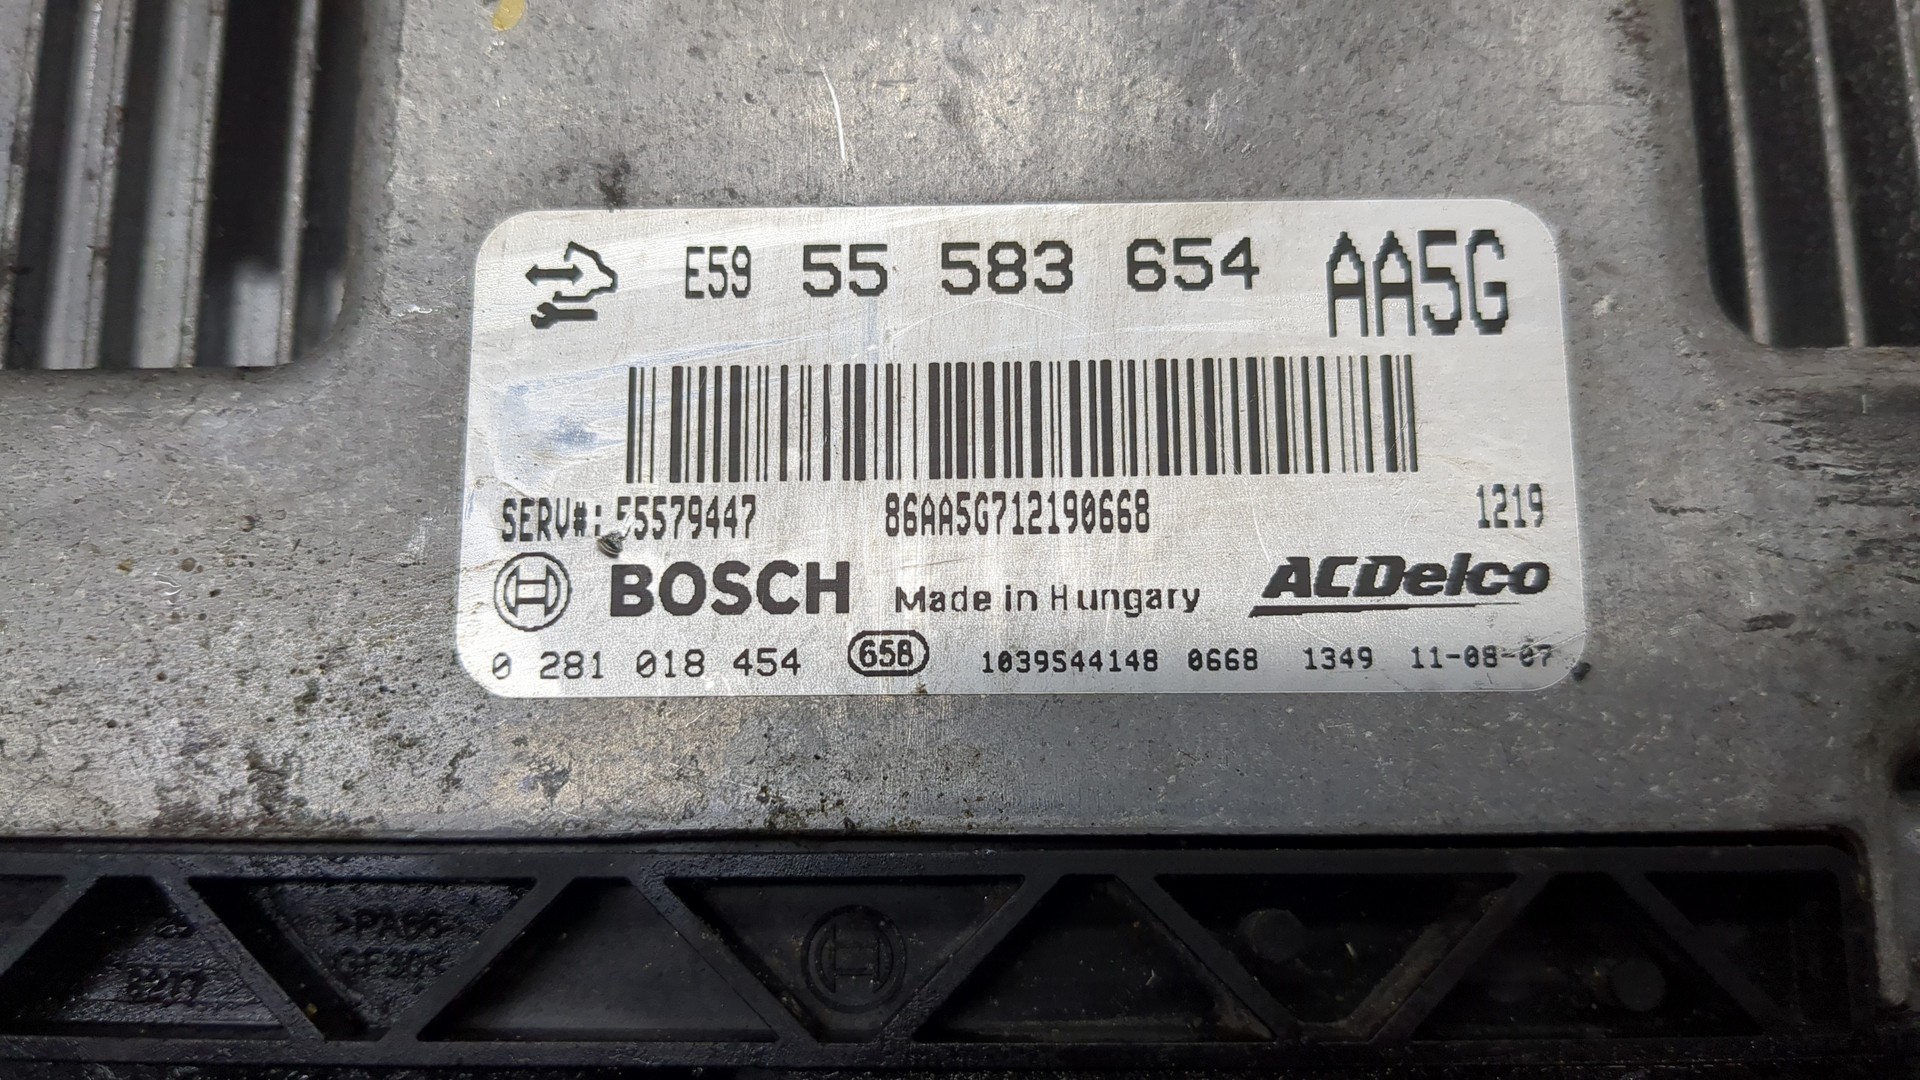 E59 55 583 654 AA5G
SERV#: 55579447 86AA5G712190668 1219
BOSCH Made in Hungary ACDelco
0 281 018 454 658 1039S44148 0668 1349 11-08-07
>PA66-